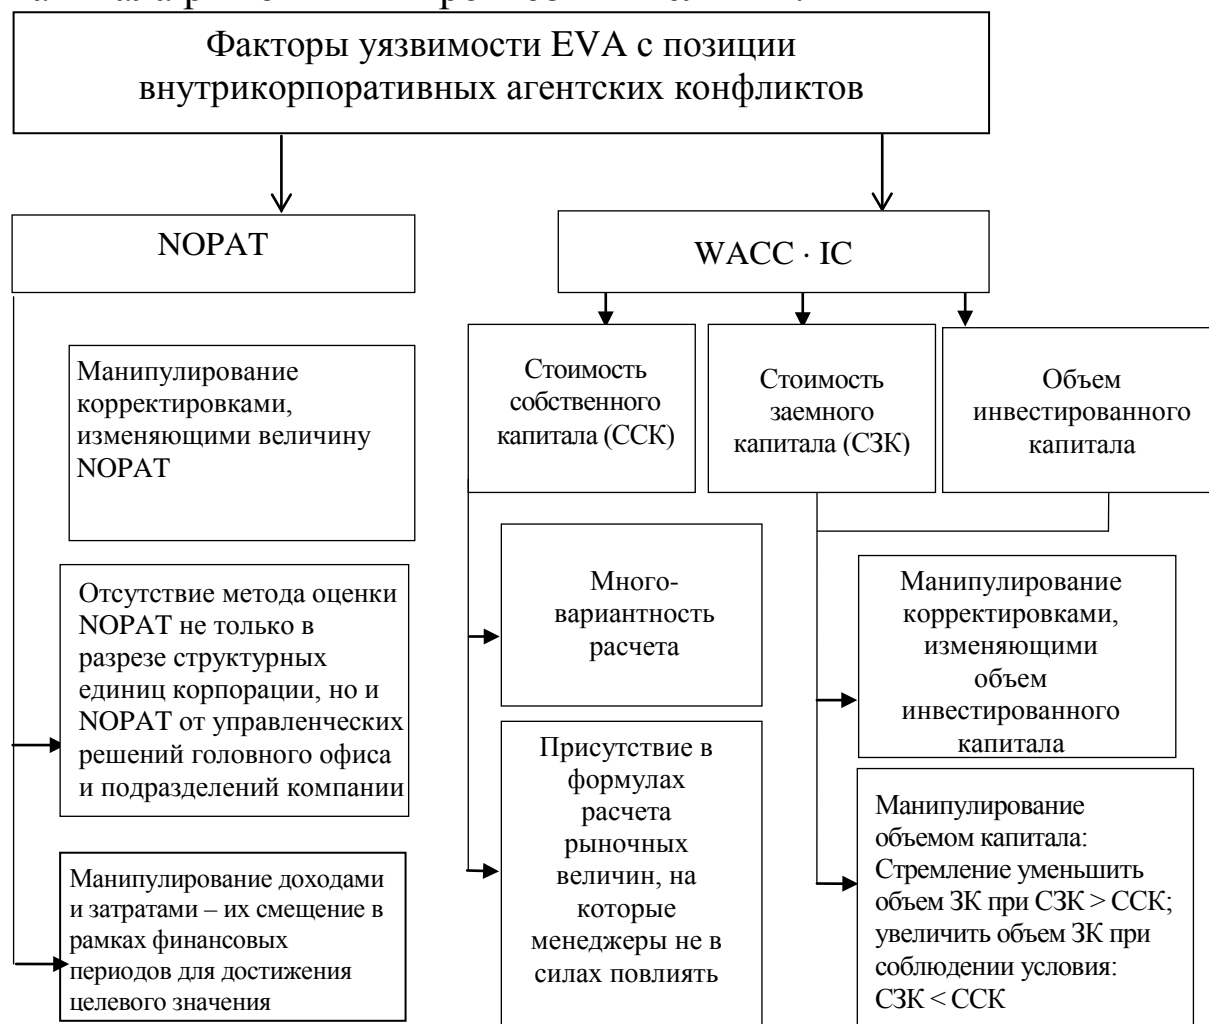 Факторы уязвимости EVA с позиции
внутрикорпоративных агентских конфликтов
NOPAT
WACC · IC
Манипулирование
корректировками,
изменяющими величину
NOPAT
Отсутствие метода оценки
NOPAT не только в
разрезе структурных
единиц корпорации, но и
NOPAT от управленческих
решений головного офиса
и подразделений компании
Манипулирование доходами
и затратами – их смещение в
рамках финансовых
периодов для достижения
целевого значения
Стоимость
собственного
капитала (ССК)
Стоимость
заемного
капитала (СЗК)
Объем
инвестированного
капитала
Много-
вариантность
расчета
Присутствие в
формулах
расчета
рыночных
величин, на
которые
менеджеры не в
силах повлиять
Манипулирование
корректировками,
изменяющими
объем
инвестированного
капитала
Манипулирование
объемом капитала:
Стремление уменьшить
объем ЗК при СЗК > ССК;
увеличить объем ЗК при
соблюдении условия:
СЗК < ССК